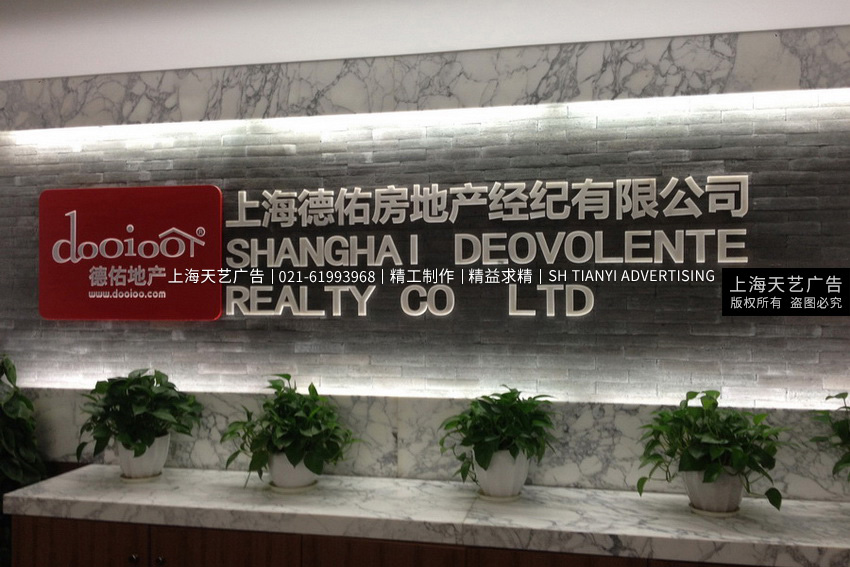 dooioo®
德佑地产
www.dooioo.com
上海德佑房地产经纪有限公司
SHANGHAI DEOVOLENTE
REALTY CO LTD
上海天艺广告 | 021-61993968 | 精工制作 | 精益求精 | SH TIANYI ADVERTISING
上海天艺广告
版权所有 盗图必究